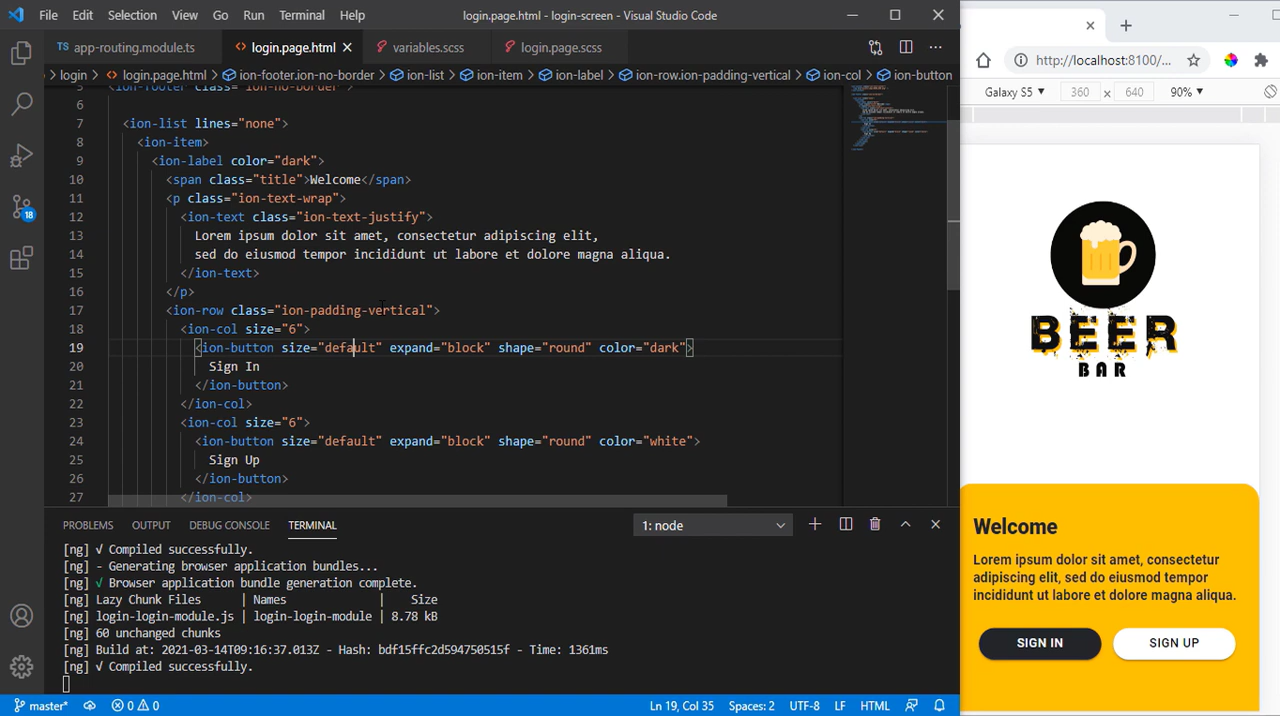 File Edit Selection View Go Run Terminal Help login.page.html - login-screen - Visual Studio Code
TS app-routing.module.ts <> login.page.html variables.scss login.page.scss
login > <> login.page.html > ion-footer.ion-no-border > ion-list > ion-item > ion-label > ion-row.ion-padding-vertical > ion-col > ion-button
7 <ion-list lines="none">
8 <ion-item>
9 <ion-label color="dark">
10 <span class="title">Welcome</span>
11 <p class="ion-text-wrap">
12 <ion-text class="ion-text-justify">
13 Lorem ipsum dolor sit amet, consectetur adipiscing elit,
14 sed do eiusmod tempor incididunt ut labore et dolore magna aliqua.
15 </ion-text>
16 </p>
17 <ion-row class="ion-padding-vertical">
18 <ion-col size="6">
19 <ion-button size="default" expand="block" shape="round" color="dark">
20 Sign In
21 </ion-button>
22 </ion-col>
23 <ion-col size="6">
24 <ion-button size="default" expand="block" shape="round" color="white">
25 Sign Up
26 </ion-button>
27 </ion-col>
18
PROBLEMS OUTPUT DEBUG CONSOLE TERMINAL 1: node
[ng] √ Compiled successfully.
[ng] - Generating browser application bundles...
[ng] √ Browser application bundle generation complete.
[ng] Lazy Chunk Files | Names | Size
[ng] login-login-module.js | login-login-module | 8.78 kB
[ng] 60 unchanged chunks
[ng] Build at: 2021-03-14T09:16:37.013Z - Hash: bdf15ffc2d594750515f - Time: 1361ms
[ng] √ Compiled successfully.
master* 0 0 Ln 19, Col 35 Spaces: 2 UTF-8 LF HTML
http://localhost:8100/...
Galaxy S5 360 x 640 90%
BEER
BAR
Welcome
Lorem ipsum dolor sit amet, consectetur
adipiscing elit, sed do eiusmod tempor
incididunt ut labore et dolore magna aliqua.
SIGN IN SIGN UP